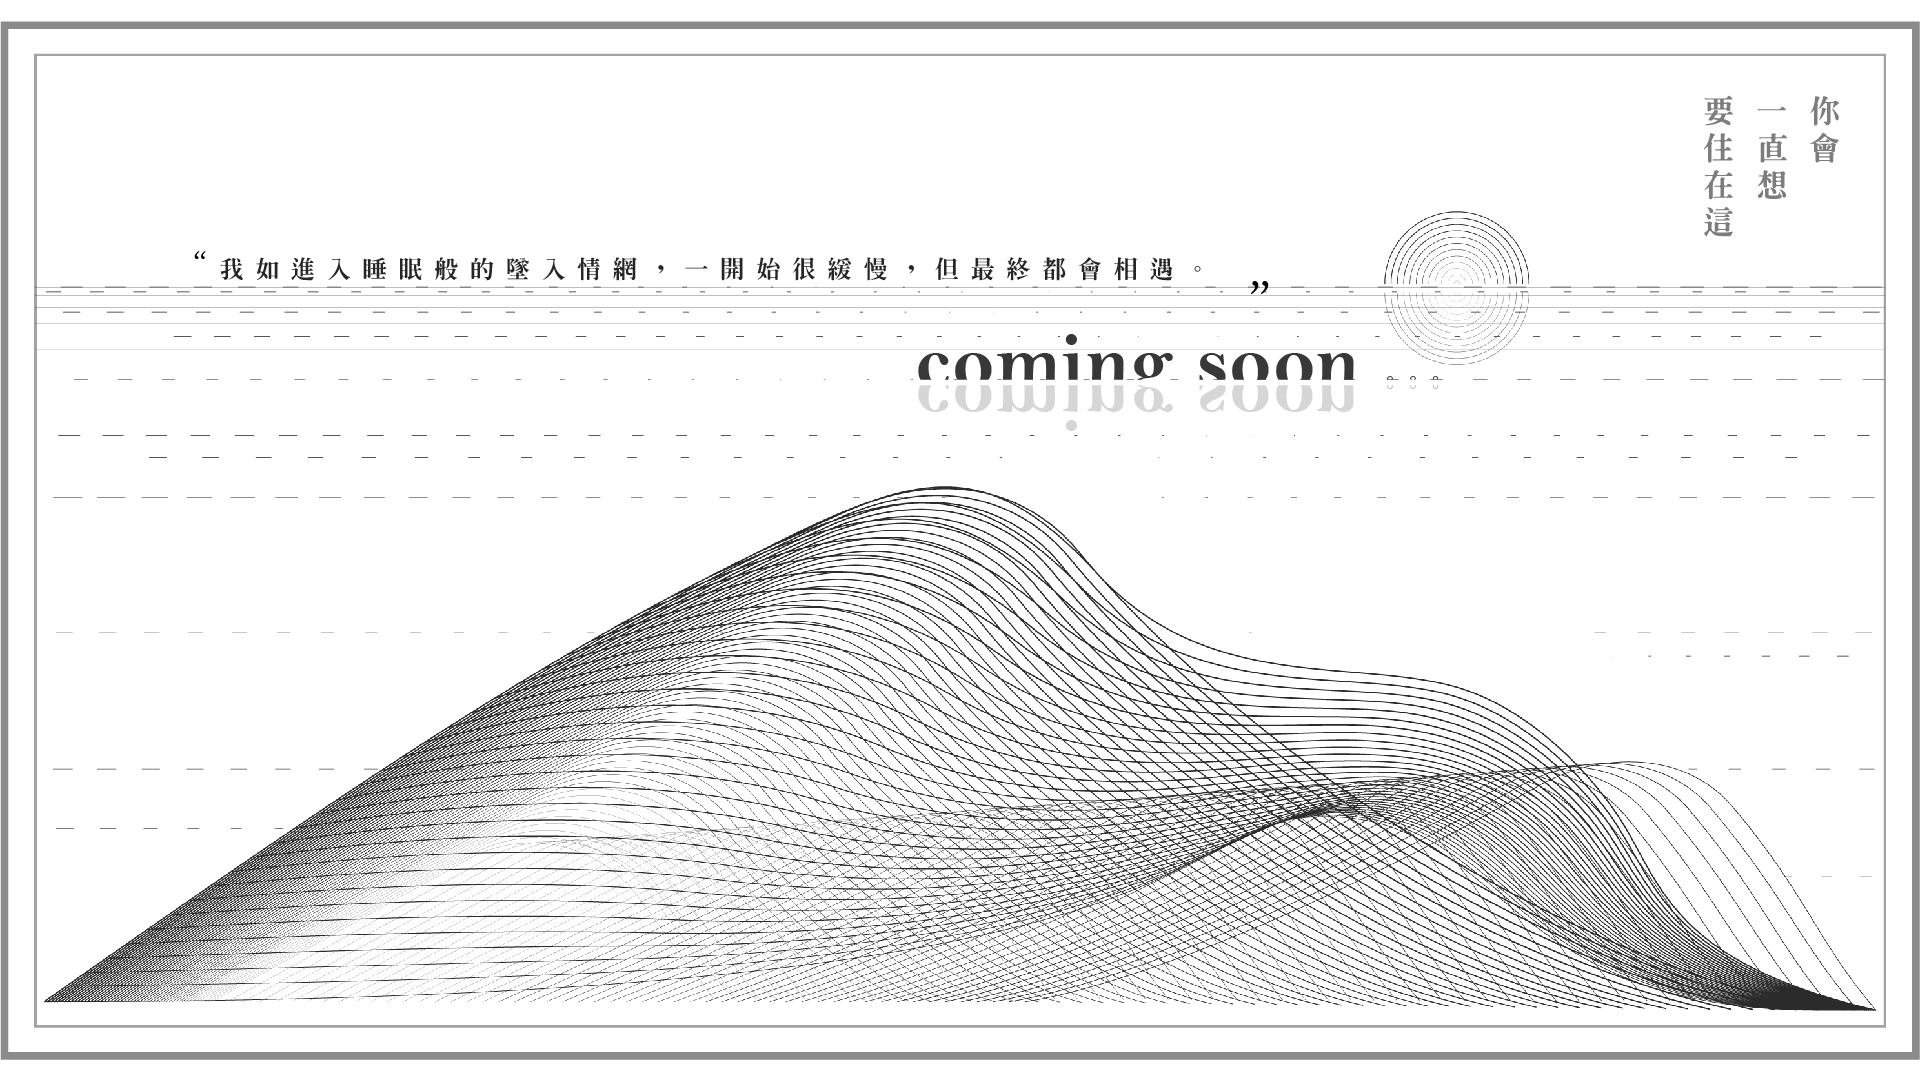 你會
一直想
要住在這
“我如進入睡眠般的墜入情網，一開始很緩慢，但最終都會相遇。”
coming soon